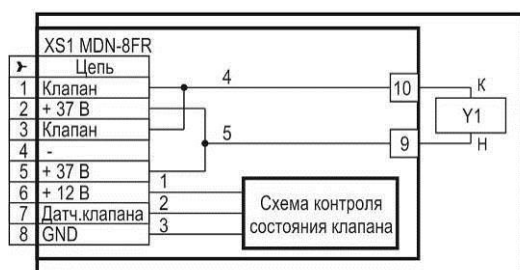 XS1 MDN-8FR
Цепь
1 Клапан
2 + 37 В
3 Клапан
4 -
5 + 37 В
6 + 12 В
7 Датч.клапана
8 GND
4
5
1
2
3
10
9
К
Y1
Н
Схема контроля
состояния клапана